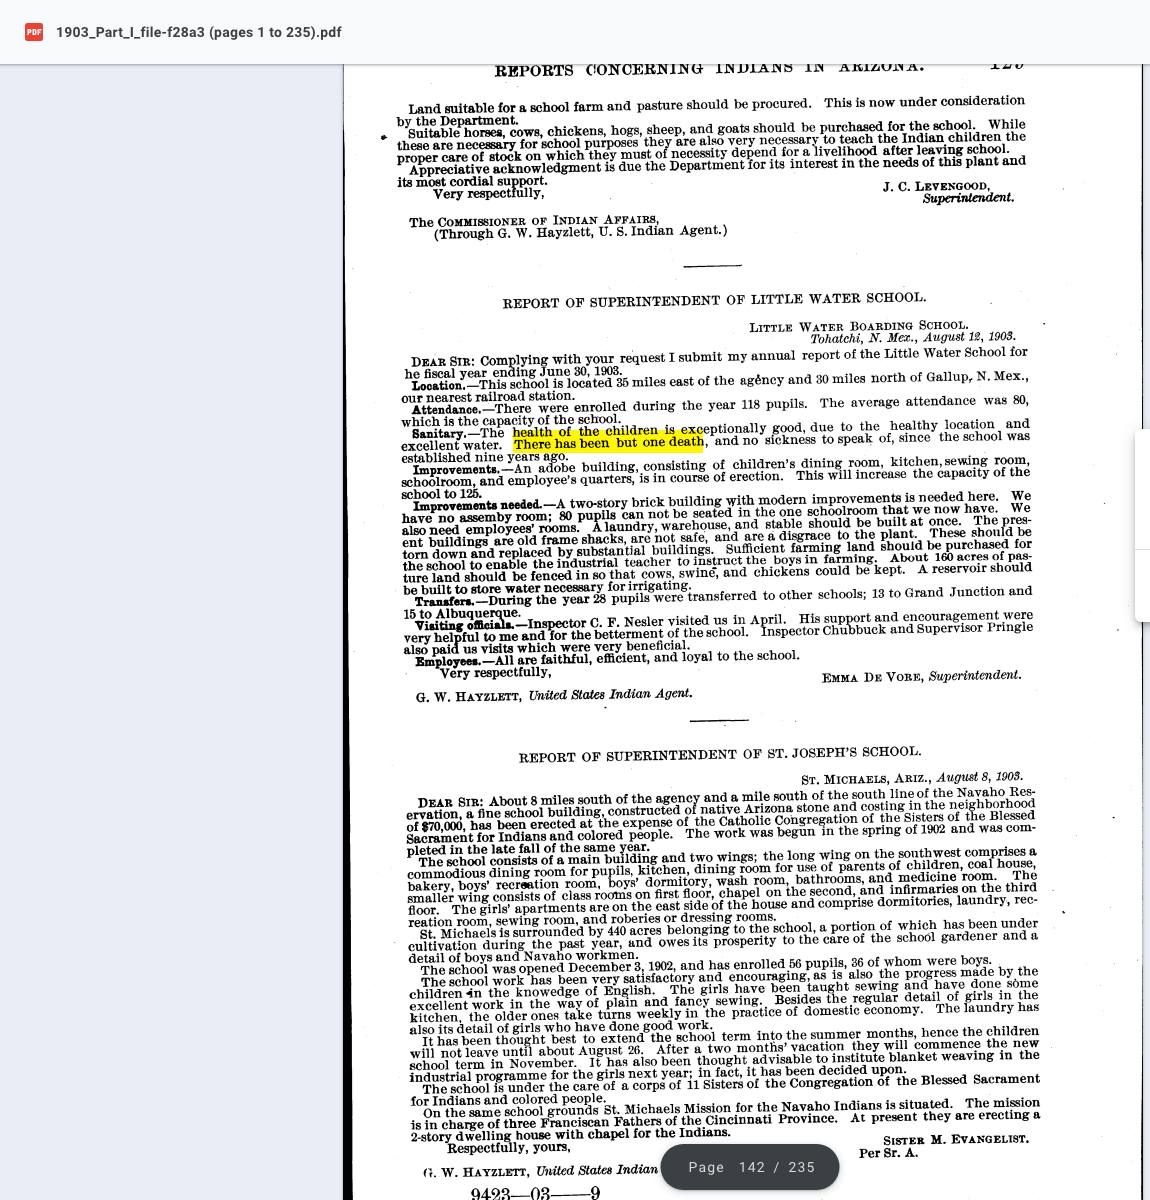 PDF 1903_Part_I_file-f28a3 (pages 1 to 235).pdf
REPORTS CONCERNING INDIANS IN ARIZONA. 129
Land suitable for a school farm and pasture should be procured. This is now under consideration
by the Department.
Suitable horses, cows, chickens, hogs, sheep, and goats should be purchased for the school. While
these are necessary for school purposes they are also very necessary to teach the Indian children the
proper care of stock on which they must of necessity depend for a livelihood after leaving school.
Appreciative acknowledgment is due the Department for its interest in the needs of this plant and
its most cordial support.
Very respectfully,
J. C. LEVENGOOD,
Superintendent.
The COMMISSIONER OF INDIAN AFFAIRS,
(Through G. W. Hayzlett, U. S. Indian Agent.)
REPORT OF SUPERINTENDENT OF LITTLE WATER SCHOOL.
LITTLE WATER BOARDING SCHOOL.
Tohatchi, N. Mex., August 12, 1903.
DEAR SIR: Complying with your request I submit my annual report of the Little Water School for
he fiscal year ending June 30, 1903.
Location.—This school is located 35 miles east of the agency and 30 miles north of Gallup, N. Mex.,
our nearest railroad station.
Attendance.—There were enrolled during the year 118 pupils. The average attendance was 80,
which is the capacity of the school.
Sanitary.—The health of the children is exceptionally good, due to the healthy location and
excellent water. There has been but one death, and no sickness to speak of, since the school was
established nine years ago.
Improvements.—An adobe building, consisting of children's dining room, kitchen, sewing room,
schoolroom, and employee's quarters, is in course of erection. This will increase the capacity of the
school to 125.
Improvements needed.—A two-story brick building with modern improvements is needed here. We
have no assemby room; 80 pupils can not be seated in the one schoolroom that we now have. We
also need employees' rooms. A laundry, warehouse, and stable should be built at once. The pres-
ent buildings are old frame shacks, are not safe, and are a disgrace to the plant. These should be
torn down and replaced by substantial buildings. Sufficient farming land should be purchased for
the school to enable the industrial teacher to instruct the boys in farming. About 160 acres of pas-
ture land should be fenced in so that cows, swine, and chickens could be kept. A reservoir should
be built to store water necessary for irrigating.
Transfers.—During the year 28 pupils were transferred to other schools; 13 to Grand Junction and
15 to Albuquerque.
Visiting officials.—Inspector C. F. Nesler visited us in April. His support and encouragement were
very helpful to me and for the betterment of the school. Inspector Chubbuck and Supervisor Pringle
also paid us visits which were very beneficial.
Employees.—All are faithful, efficient, and loyal to the school.
Very respectfully,
EMMA DE VORE, Superintendent.
G. W. HAYZLETT, United States Indian Agent.
REPORT OF SUPERINTENDENT OF ST. JOSEPH'S SCHOOL.
ST. MICHAELS, ARIZ., August 8, 1903.
DEAR SIR: About 8 miles south of the agency and a mile south of the south line of the Navaho Res-
ervation, a fine school building, constructed of native Arizona stone and costing in the neighborhood
of $70,000, has been erected at the expense of the Catholic Congregation of the Sisters of the Blessed
Sacrament for Indians and colored people. The work was begun in the spring of 1902 and was com-
pleted in the late fall of the same year.
The school consists of a main building and two wings; the long wing on the southwest comprises a
commodious dining room for pupils, kitchen, dining room for use of parents of children, coal house,
bakery, boys' recreation room, boys' dormitory, wash room, bathrooms, and medicine room. The
smaller wing consists of class rooms on first floor, chapel on the second, and infirmaries on the third
floor. The girls' apartments are on the east side of the house and comprise dormitories, laundry, rec-
reation room, sewing room, and roberies or dressing rooms.
St. Michaels is surrounded by 440 acres belonging to the school, a portion of which has been under
cultivation during the past year, and owes its prosperity to the care of the school gardener and a
detail of boys and Navaho workmen.
The school was opened December 3, 1902, and has enrolled 56 pupils, 36 of whom were boys.
The school work has been very satisfactory and encouraging, as is also the progress made by the
children in the knowedge of English. The girls have been taught sewing and have done some
excellent work in the way of plain and fancy sewing. Besides the regular detail of girls in the
kitchen, the older ones take turns weekly in the practice of domestic economy. The laundry has
also its detail of girls who have done good work.
It has been thought best to extend the school term into the summer months, hence the children
will not leave until about August 26. After a two months' vacation they will commence the new
school term in November. It has also been thought advisable to institute blanket weaving in the
industrial programme for the girls next year; in fact, it has been decided upon.
The school is under the care of a corps of 11 Sisters of the Congregation of the Blessed Sacrament
for Indians and colored people.
On the same school grounds St. Michaels Mission for the Navaho Indians is situated. The mission
is in charge of three Franciscan Fathers of the Cincinnati Province. At present they are erecting a
2-story dwelling house with chapel for the Indians.
Respectfully, yours,
SISTER M. EVANGELIST.
Per Sr. A.
G. W. HAYZLETT, United States Indian
Page 142 / 235
9423—03——9